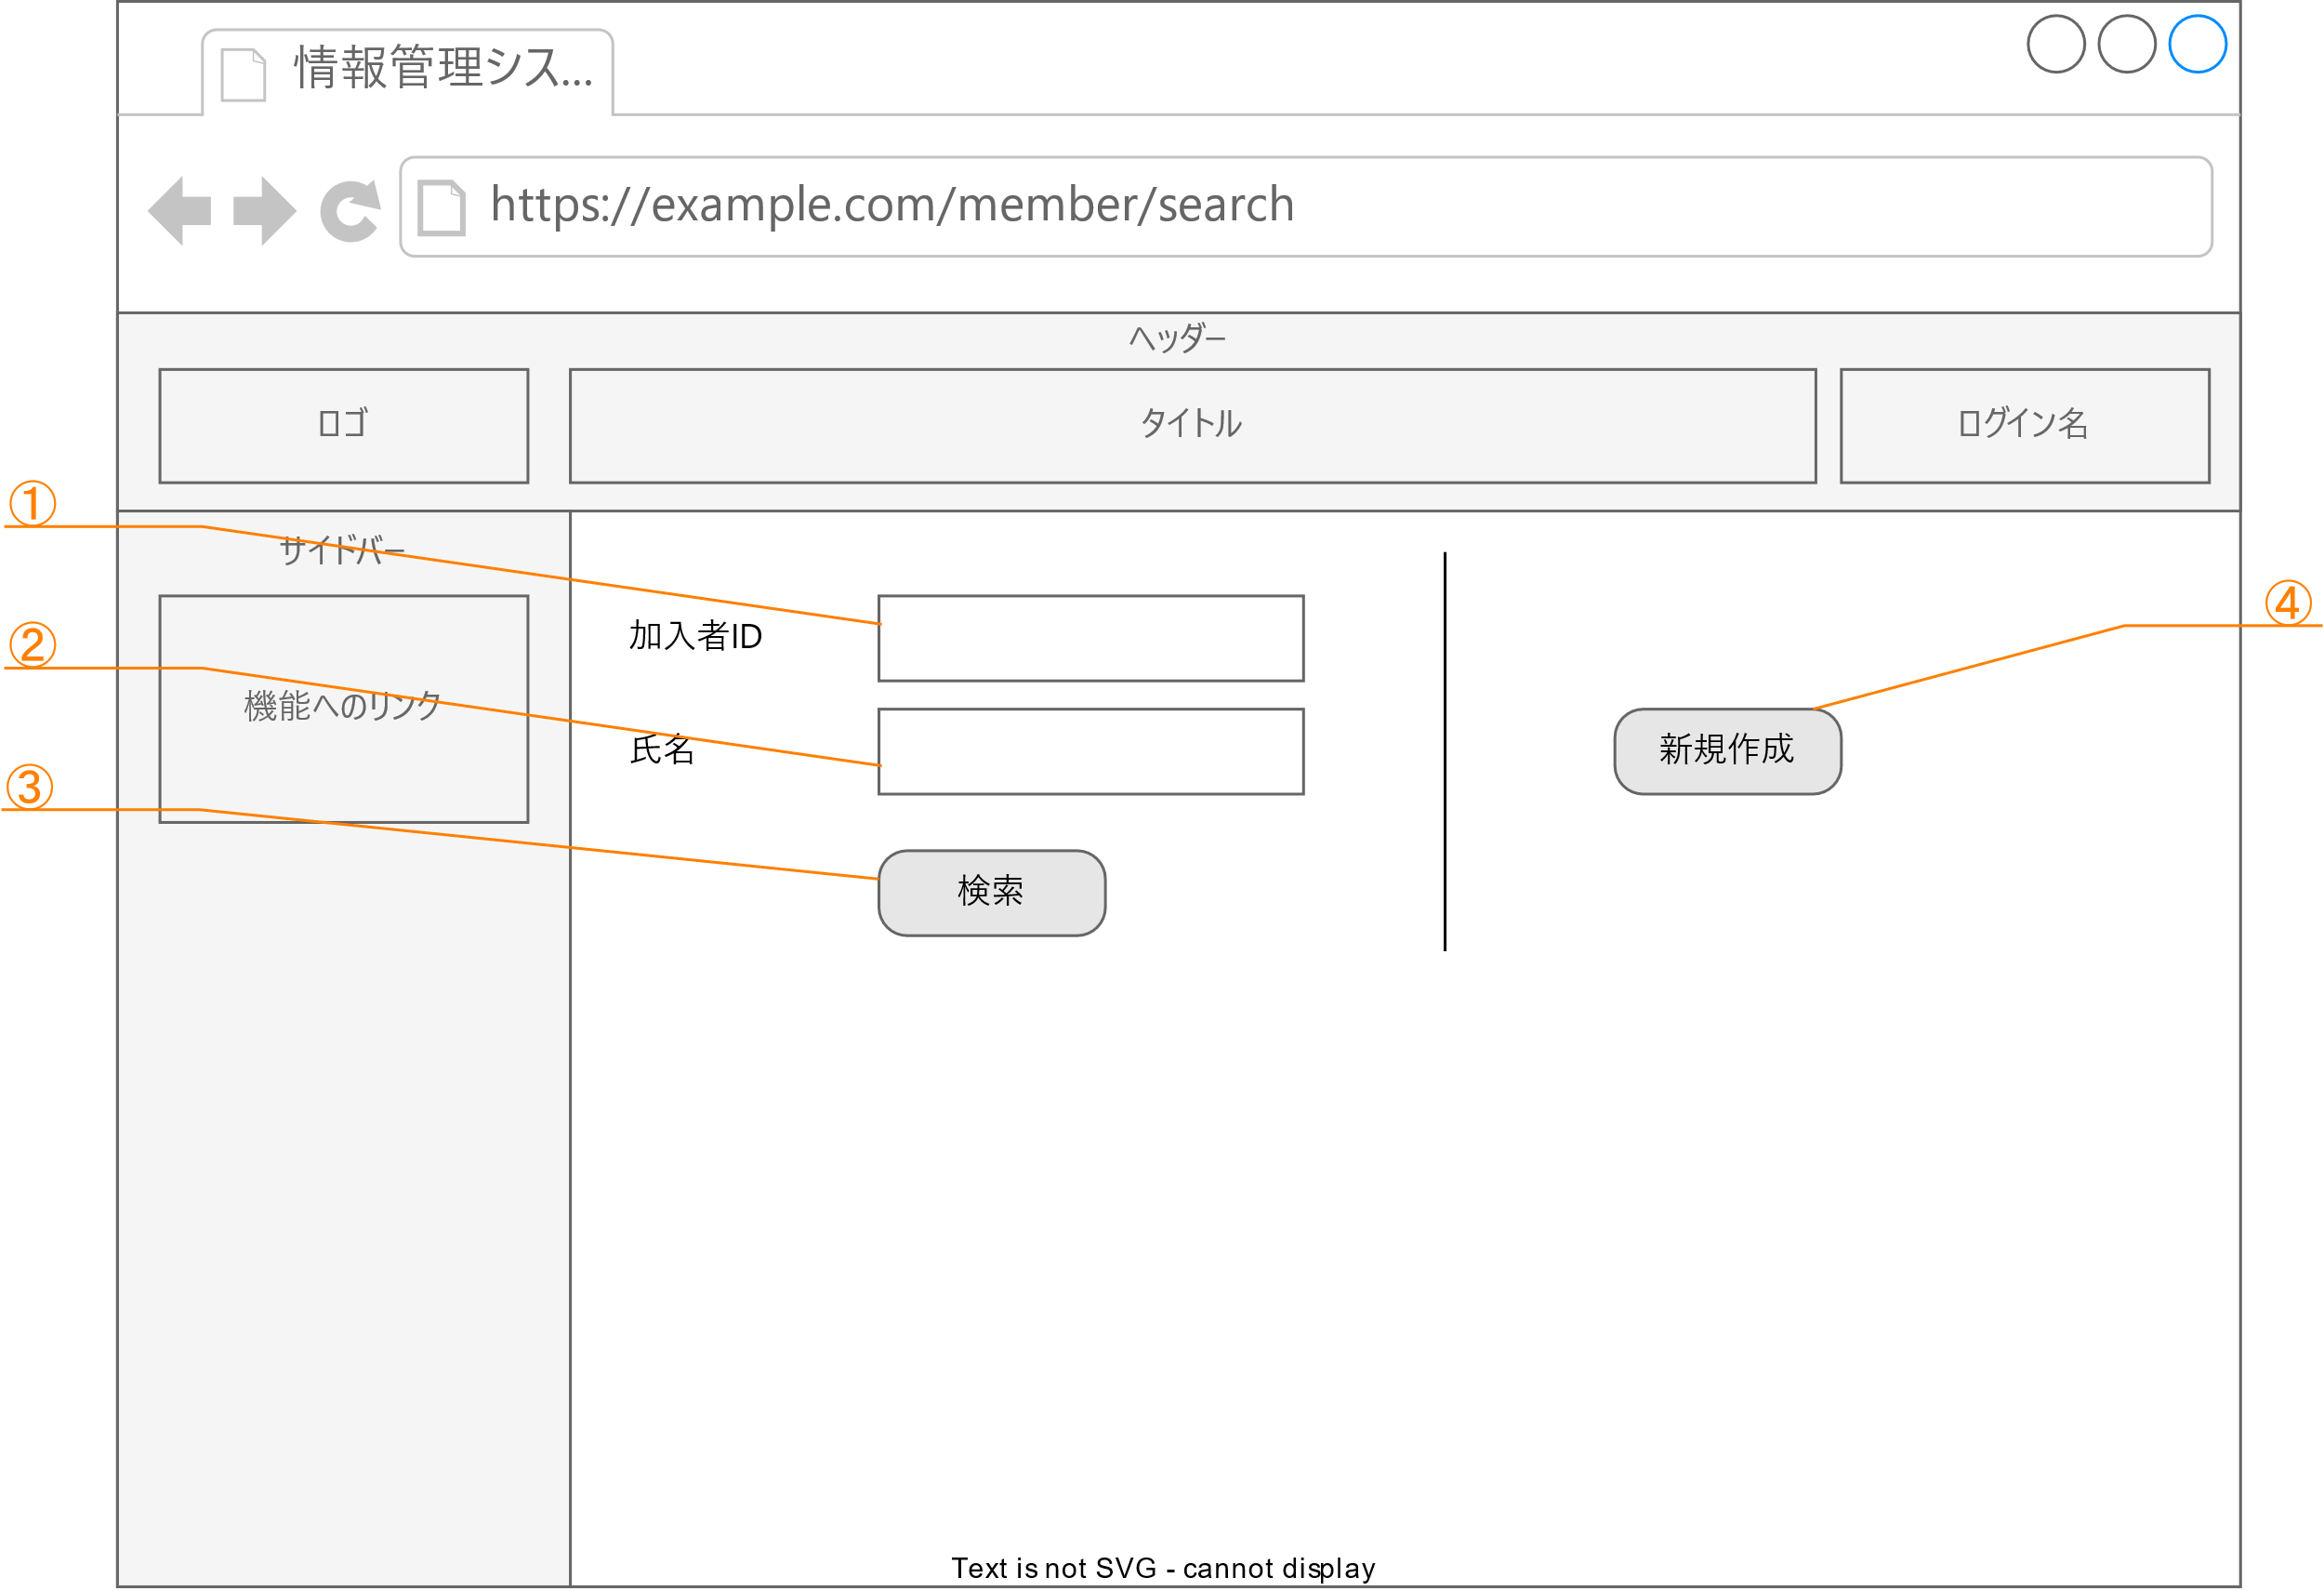 情報管理シス...
https://example.com/member/search
ヘッダー
ロゴ
タイトル
ログイン名
①
サイドバー
加入者ID
②
機能へのリンク
氏名
③
検索
④
新規作成
Text is not SVG - cannot display